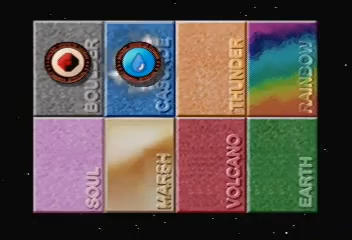 BOULDER
CASCADE
THUNDER
RAINBOW
SOUL
MARSH
VOLCANO
EARTH